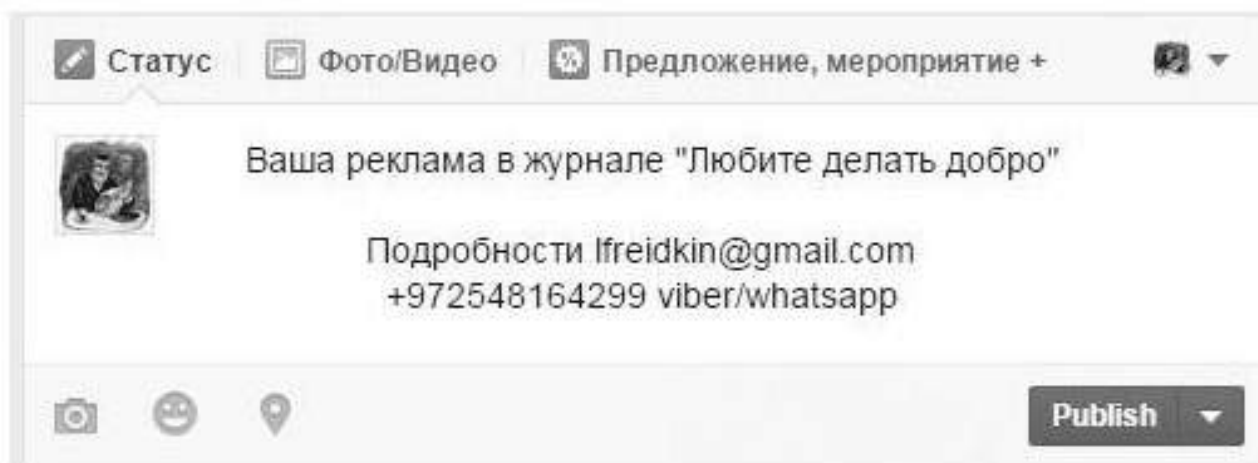 Статус Фото/Видео Предложение, мероприятие +
Ваша реклама в журнале "Любите делать добро"
Подробности lfreidkin@gmail.com
+972548164299 viber/whatsapp
Publish